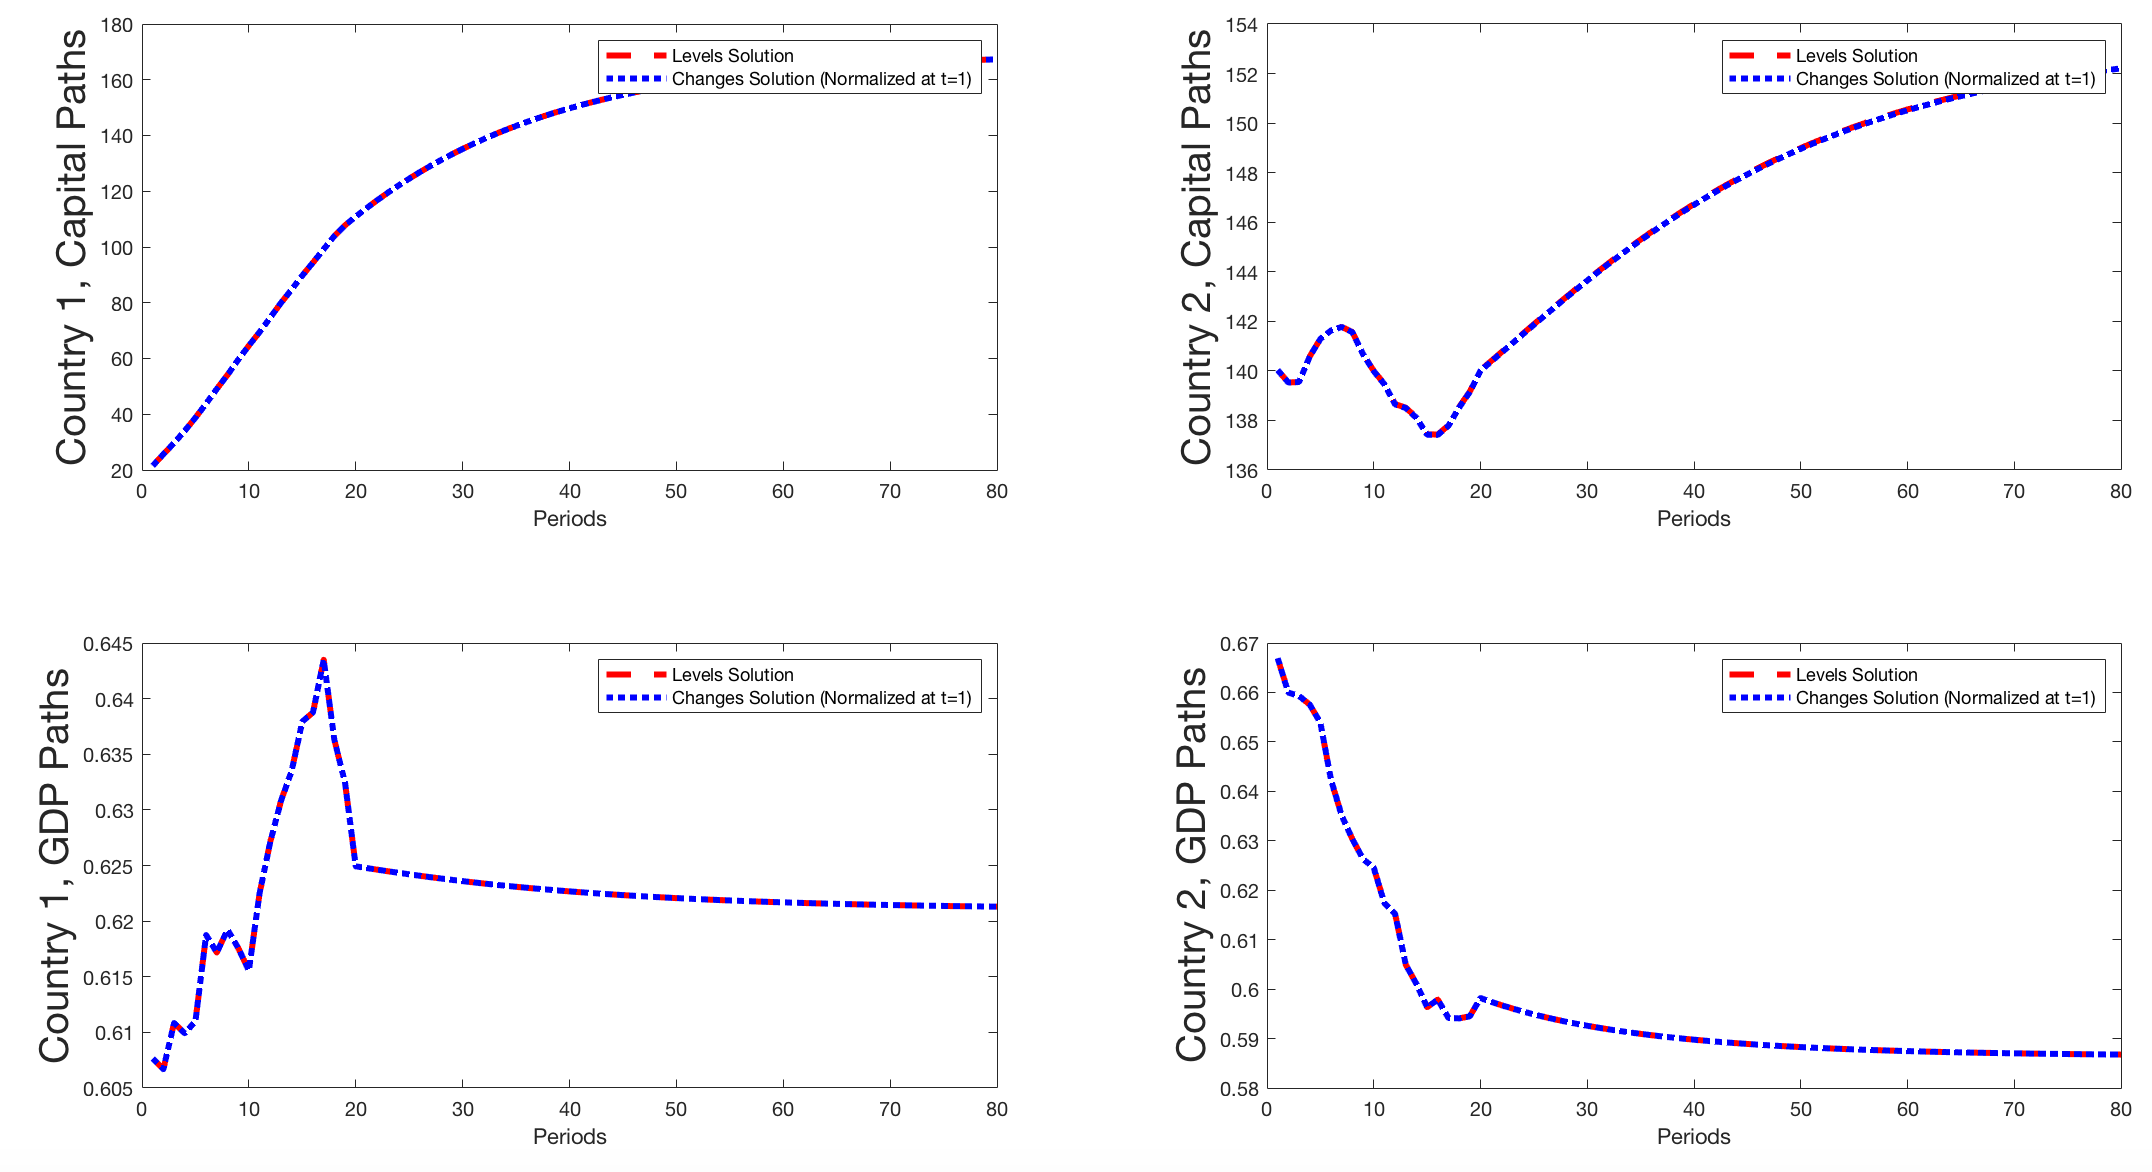 Country 1, Capital Paths
180
160
140
120
100
80
60
40
20
0 10 20 30 40 50 60 70 80
Periods
Levels Solution
Changes Solution (Normalized at t=1)
Country 2, Capital Paths
154
152
150
148
146
144
142
140
138
136
0 10 20 30 40 50 60 70 80
Periods
Levels Solution
Changes Solution (Normalized at t=1)
Country 1, GDP Paths
0.645
0.64
0.635
0.63
0.625
0.62
0.615
0.61
0.605
0 10 20 30 40 50 60 70 80
Periods
Levels Solution
Changes Solution (Normalized at t=1)
Country 2, GDP Paths
0.67
0.66
0.65
0.64
0.63
0.62
0.61
0.6
0.59
0.58
0 10 20 30 40 50 60 70 80
Periods
Levels Solution
Changes Solution (Normalized at t=1)